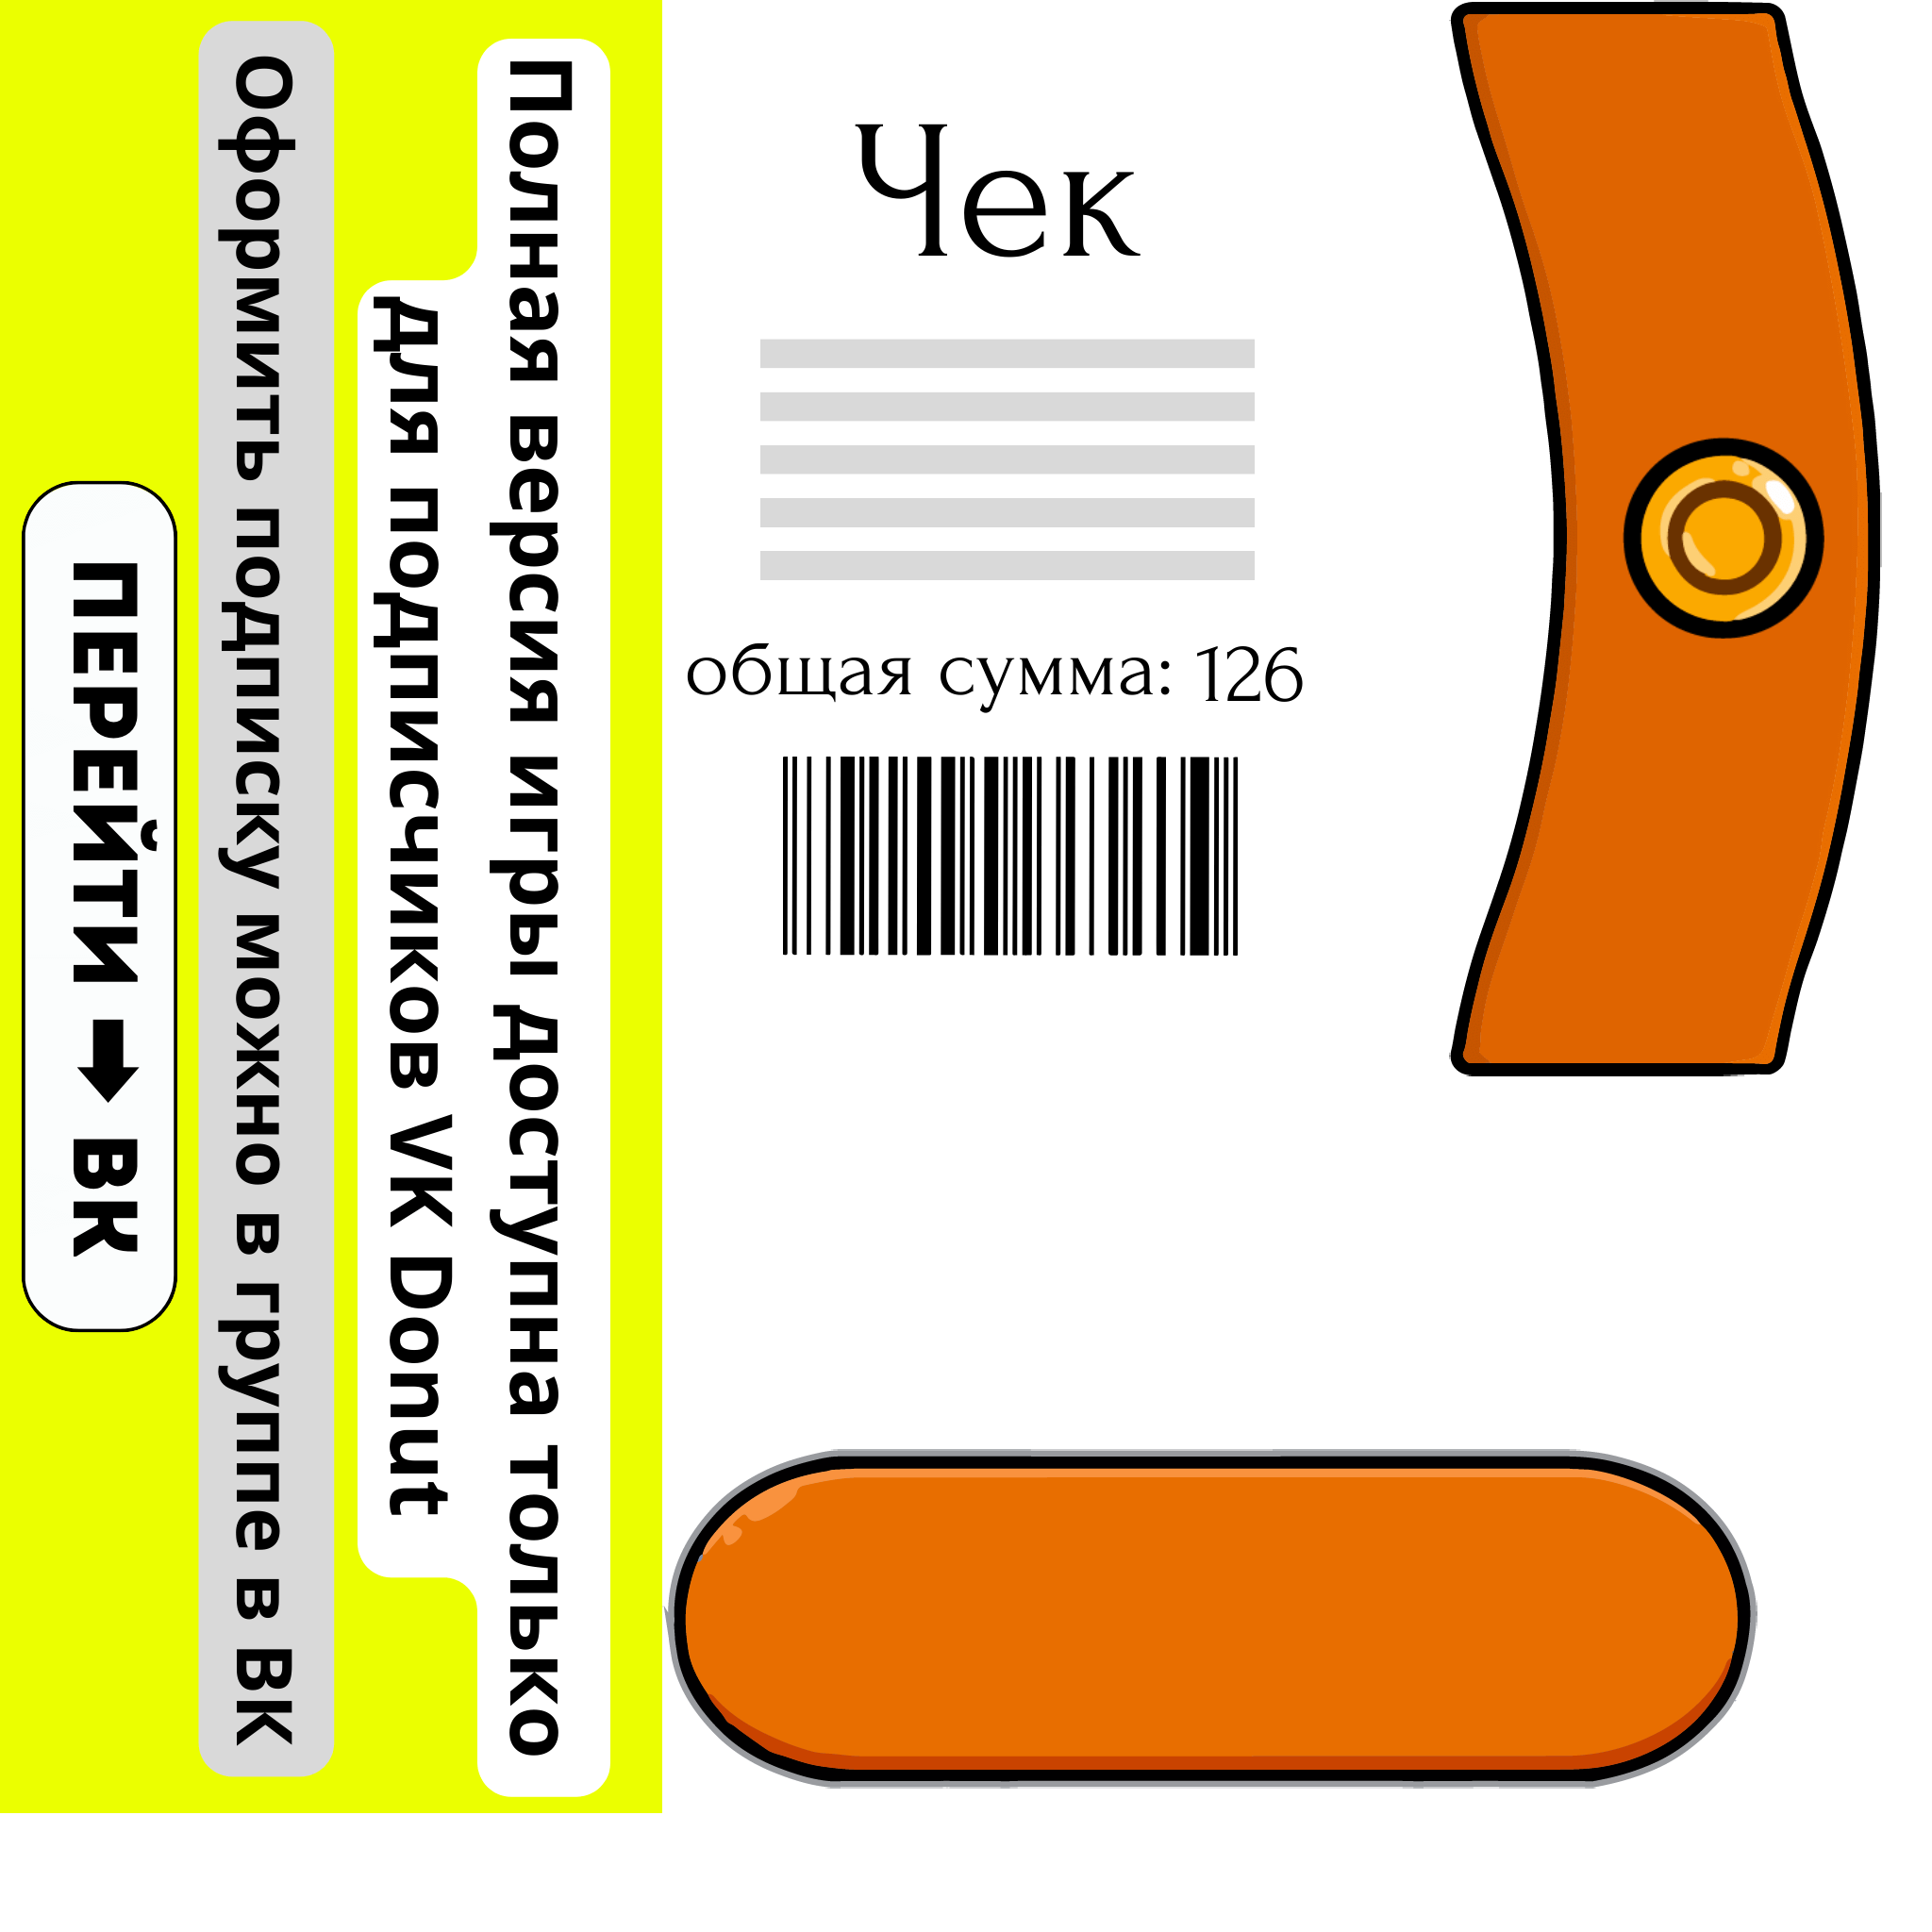 Полная версия игры доступна только
для подписчиков VK Donut
Оформить подписку можно в группе в ВК
ПЕРЕЙТИ ➡ ВК
Чек
общая сумма: 126